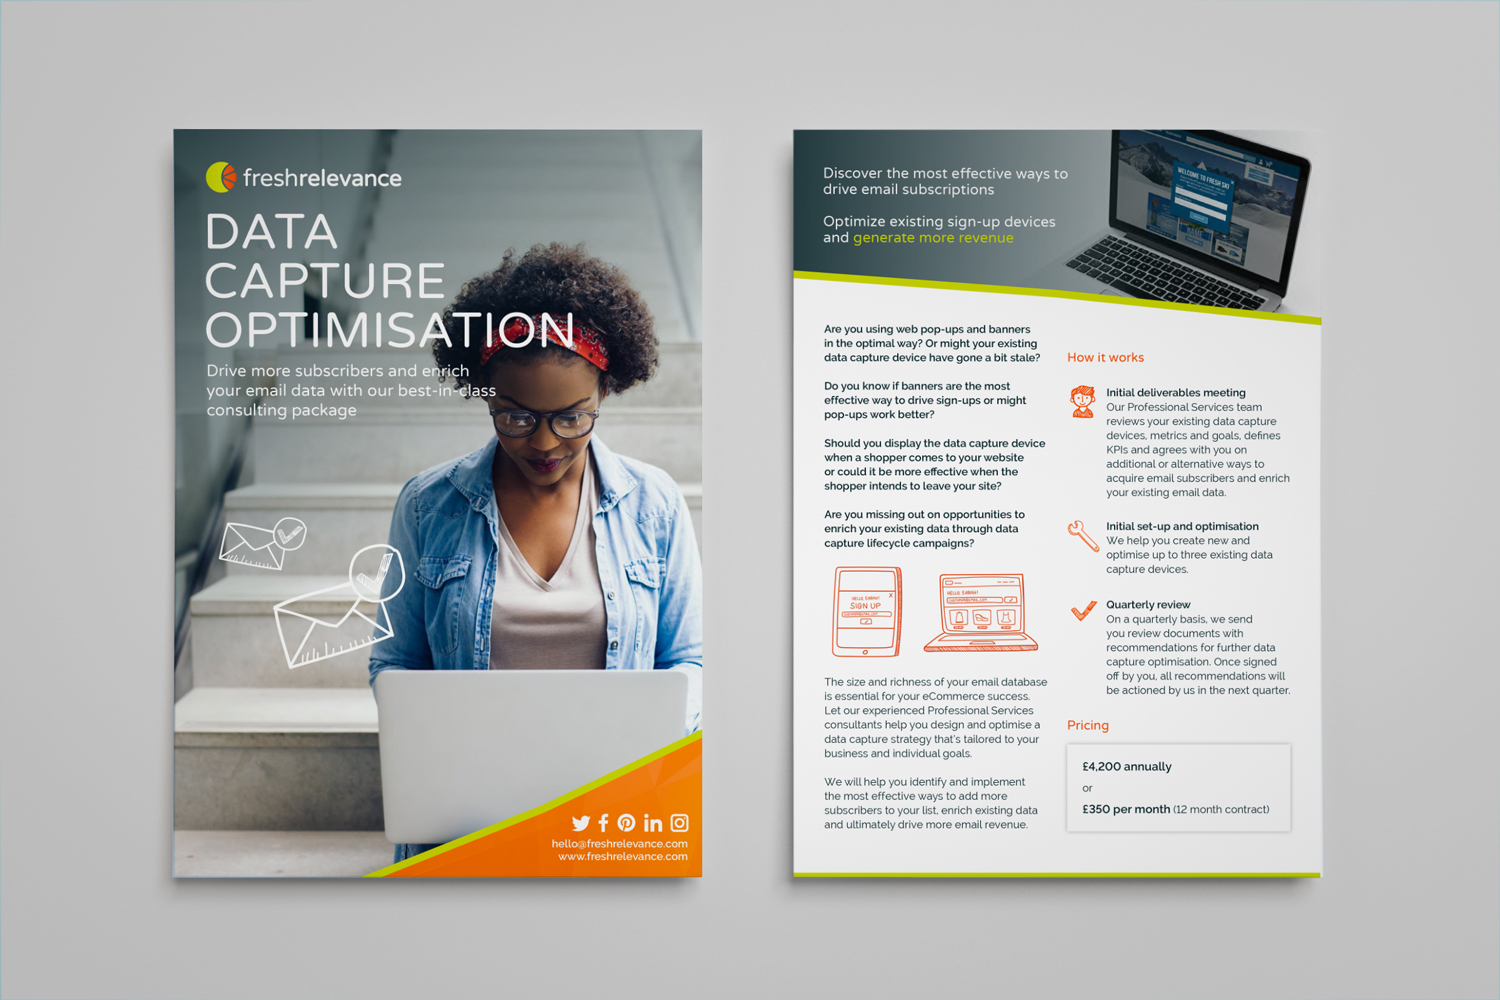 freshrelevance
DATA
CAPTURE
OPTIMISATION
Drive more subscribers and enrich
your email data with our best-in-class
consulting package
hello@freshrelevance.com
www.freshrelevance.com
Discover the most effective ways to
drive email subscriptions
Optimize existing sign-up devices
and generate more revenue
WELCOME TO FRESH SKI
Are you using web pop-ups and banners
in the optimal way? Or might your existing
data capture device have gone a bit stale?
Do you know if banners are the most
effective way to drive sign-ups or might
pop-ups work better?
Should you display the data capture device
when a shopper comes to your website
or could it be more effective when the
shopper intends to leave your site?
Are you missing out on opportunities to
enrich your existing data through data
capture lifecycle campaigns?
X
SIGN UP
The size and richness of your email database
is essential for your eCommerce success.
Let our experienced Professional Services
consultants help you design and optimise a
data capture strategy that's tailored to your
business and individual goals.
We will help you identify and implement
the most effective ways to add more
subscribers to your list, enrich existing data
and ultimately drive more email revenue.
How it works
Initial deliverables meeting
Our Professional Services team
reviews your existing data capture
devices, metrics and goals, defines
KPIs and agrees with you on
additional or alternative ways to
acquire email subscribers and enrich
your existing email data.
Initial set-up and optimisation
We help you create new and
optimise up to three existing data
capture devices.
Quarterly review
On a quarterly basis, we send
you review documents with
recommendations for further data
capture optimisation. Once signed
off by you, all recommendations will
be actioned by us in the next quarter.
Pricing
£4,200 annually
or
£350 per month (12 month contract)